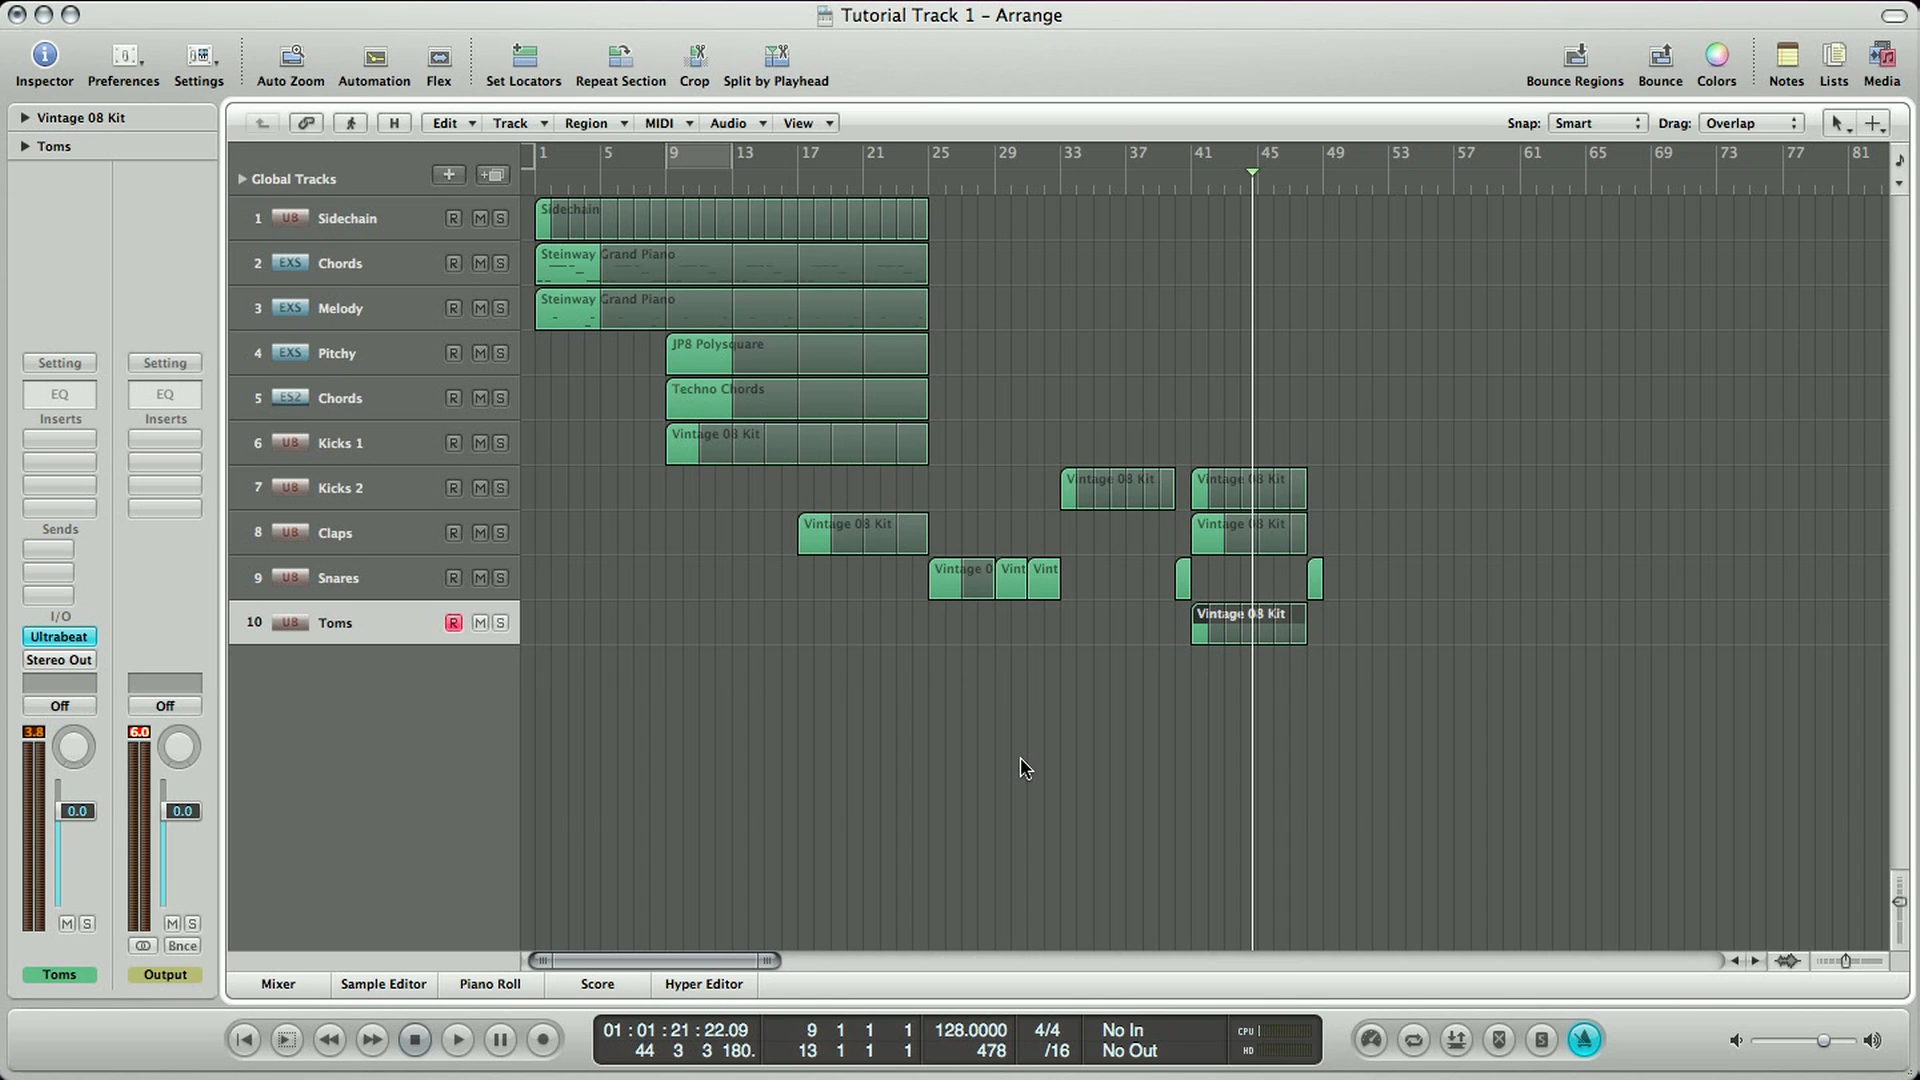 Tutorial Track 1 – Arrange
Inspector Preferences Settings Auto Zoom Automation Flex Set Locators Repeat Section Crop Split by Playhead Bounce Regions Bounce Colors Notes Lists Media
Vintage 08 Kit
Toms
H Edit Track Region MIDI Audio View Snap: Smart Drag: Overlap
1 5 9 13 17 21 25 29 33 37 41 45 49 53 57 61 65 69 73 77 81
Global Tracks
1 UB Sidechain R M S Sidechain
2 EXS Chords R M S Steinway Grand Piano
3 EXS Melody R M S Steinway Grand Piano
4 EXS Pitchy R M S JP8 Polysquare
5 ES2 Chords R M S Techno Chords
6 UB Kicks 1 R M S Vintage 08 Kit
7 UB Kicks 2 R M S Vintage 08 Kit Vintage 08 Kit
8 UB Claps R M S Vintage 08 Kit Vintage 08 Kit
9 UB Snares R M S Vintage 0 Vint Vint
10 UB Toms R M S Vintage 08 Kit
Setting Setting
EQ EQ
Inserts Inserts
Sends
I/O
Ultrabeat
Stereo Out
Off Off
3.8 6.0
0.0 0.0
M S M S
Bnce
Toms Output
Mixer Sample Editor Piano Roll Score Hyper Editor
01 : 01 : 21 : 22.09 9 1 1 1 128.0000 4/4 No In CPU
44 3 3 180. 13 1 1 1 478 /16 No Out HD
S